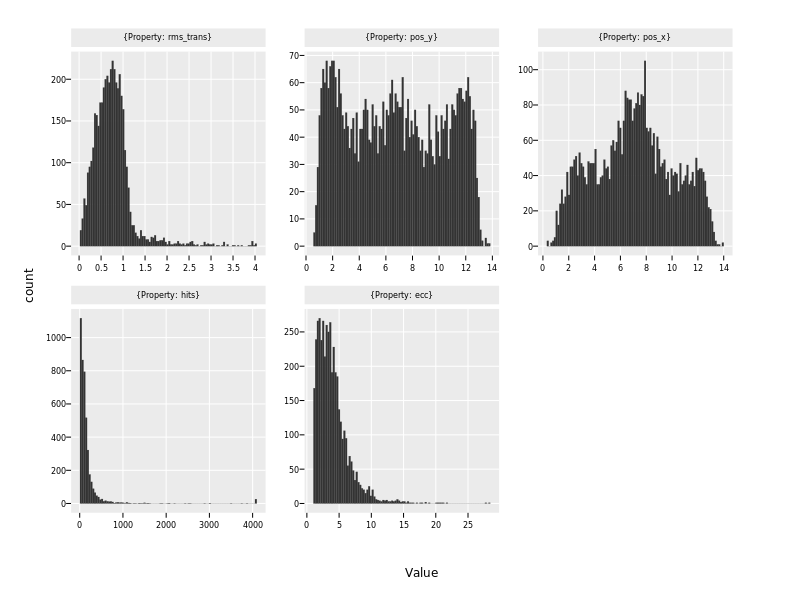 {Property: rms_trans}
{Property: pos_y}
{Property: pos_x}
200
150
100
50
0
0 0.5 1 1.5 2 2.5 3 3.5 4
70
60
50
40
30
20
10
0
0 2 4 6 8 10 12 14
100
80
60
40
20
0
0 2 4 6 8 10 12 14
count
{Property: hits}
{Property: ecc}
1000
800
600
400
200
0
0 1000 2000 3000 4000
250
200
150
100
50
0
0 5 10 15 20 25
Value